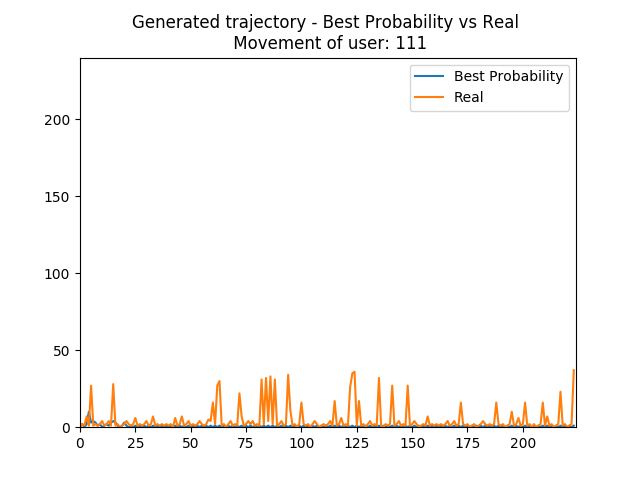 Generated trajectory - Best Probability vs Real
Movement of user: 111
Best Probability
Real
200
150
100
50
0
0 25 50 75 100 125 150 175 200